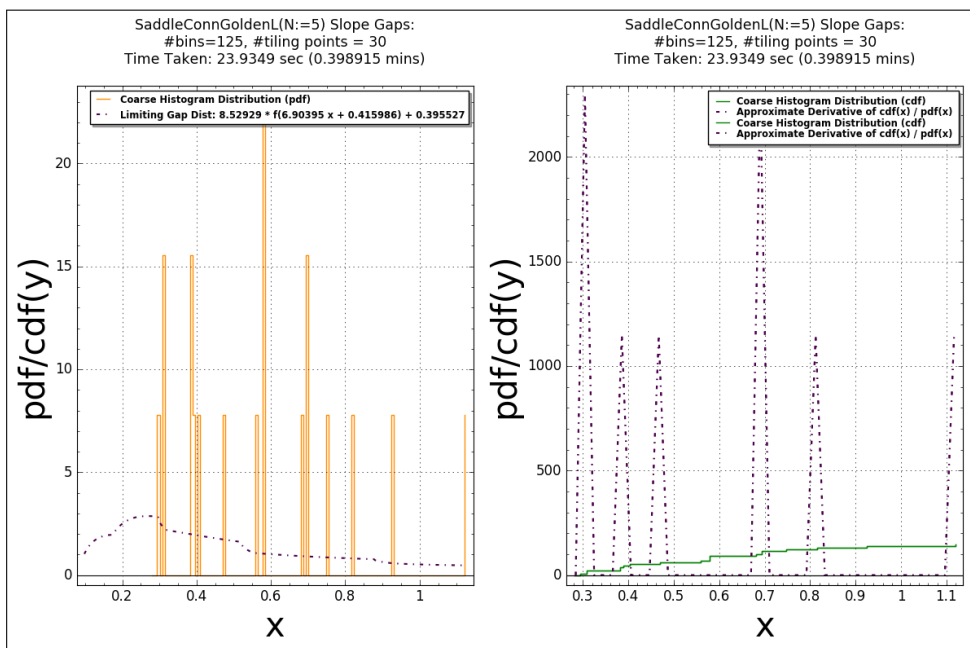 SaddleConnGoldenL(N:=5) Slope Gaps:
#bins=125, #tiling points = 30
Time Taken: 23.9349 sec (0.398915 mins)
Coarse Histogram Distribution (pdf)
Limiting Gap Dist: 8.52929 * f(6.90395 x + 0.415986) + 0.395527
20
15
10
5
0
pdf/cdf(y)
0.2
0.4
0.6
0.8
1
x
SaddleConnGoldenL(N:=5) Slope Gaps:
#bins=125, #tiling points = 30
Time Taken: 23.9349 sec (0.398915 mins)
Coarse Histogram Distribution (cdf)
Approximate Derivative of cdf(x) / pdf(x)
Coarse Histogram Distribution (cdf)
Approximate Derivative of cdf(x) / pdf(x)
2000
1500
1000
500
0
pdf/cdf(y)
0.3
0.4
0.5
0.6
0.7
0.8
0.9
1
1.1
x